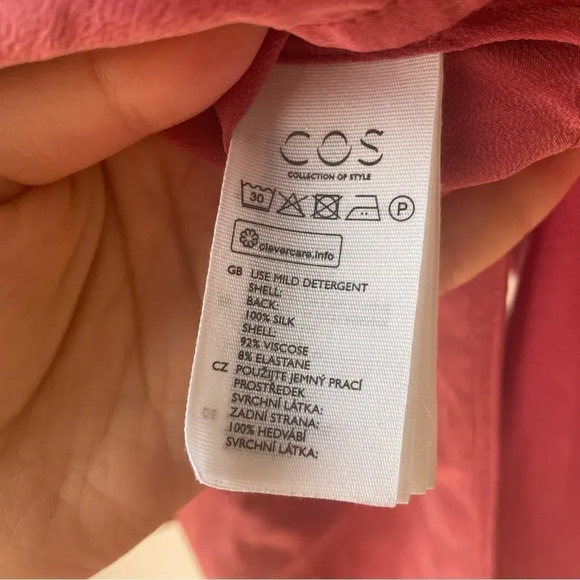 COS
COLLECTION OF STYLE
30 P
clevercare.info
GB USE MILD DETERGENT
SHELL:
BACK:
100% SILK
SHELL:
92% VISCOSE
8% ELASTANE
CZ POUŽIJTE JEMNÝ PRACÍ
PROSTŘEDEK
SVRCHNÍ LÁTKA:
ZADNÍ STRANA:
100% HEDVÁBÍ
SVRCHNÍ LÁTKA: